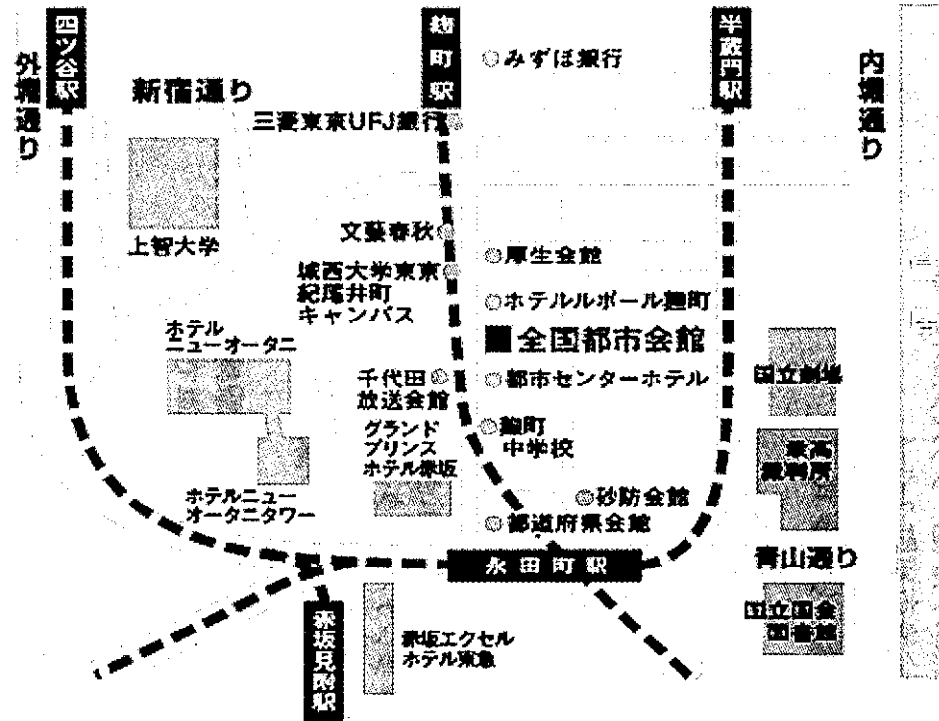 四ツ谷駅
麹町駅
半蔵門駅
外堀通り
新宿通り
みずほ銀行
内堀通り
三菱東京UFJ銀行
上智大学
文藝春秋
厚生会館
城西大学東京
紀尾井町
キャンパス
ホテルルポール麹町
全国都市会館
ホテル
ニューオータニ
千代田
放送会館
都市センターホテル
国立劇場
グランド
プリンス
ホテル赤坂
麹町
中学校
最高
裁判所
ホテルニュー
オータニタワー
砂防会館
都道府県会館
永田町駅
青山通り
赤坂見附駅
赤坂エクセル
ホテル東急
国立国会
図書館